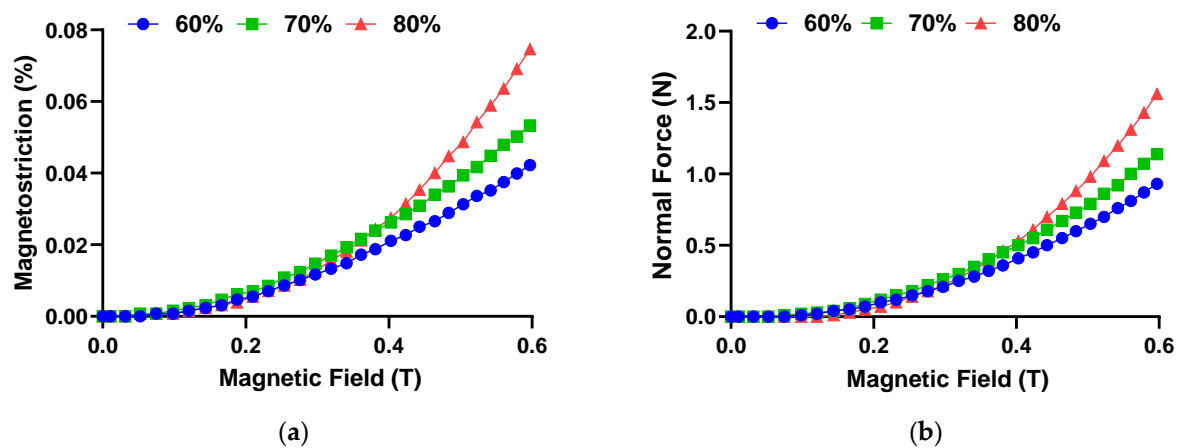 60% 70% 80%
0.08
0.06
0.04
0.02
0.00
Magnetostriction (%)
0.0 0.2 0.4 0.6
Magnetic Field (T)
(a)
60% 70% 80%
2.0
1.5
1.0
0.5
0.0
Normal Force (N)
0.0 0.2 0.4 0.6
Magnetic Field (T)
(b)